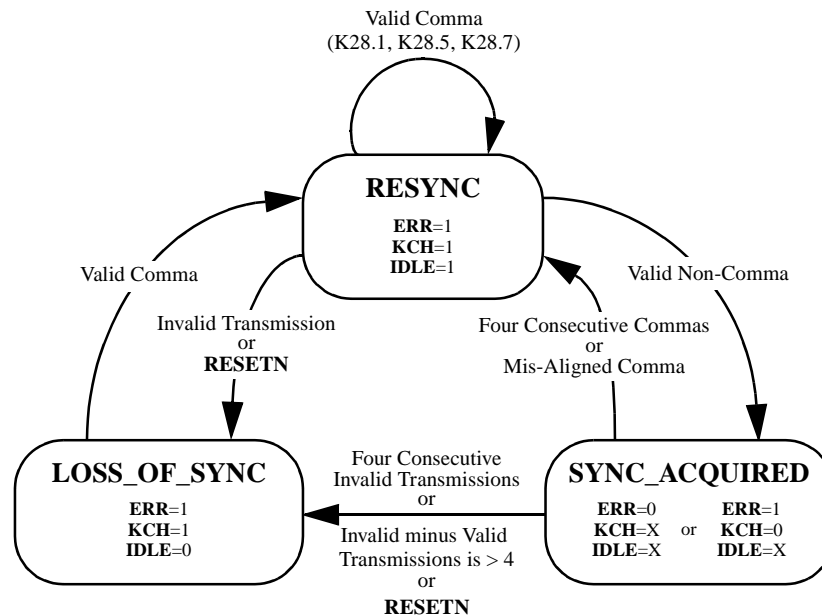 Valid Comma
(K28.1, K28.5, K28.7)
RESYNC
ERR=1
KCH=1
IDLE=1
Valid Comma
Valid Non-Comma
Invalid Transmission
or
RESETN
Four Consecutive Commas
or
Mis-Aligned Comma
LOSS_OF_SYNC
ERR=1
KCH=1
IDLE=0
Four Consecutive
Invalid Transmissions
or
Invalid minus Valid
Transmissions is > 4
or
RESETN
SYNC_ACQUIRED
ERR=0 ERR=1
KCH=X or KCH=0
IDLE=X IDLE=X